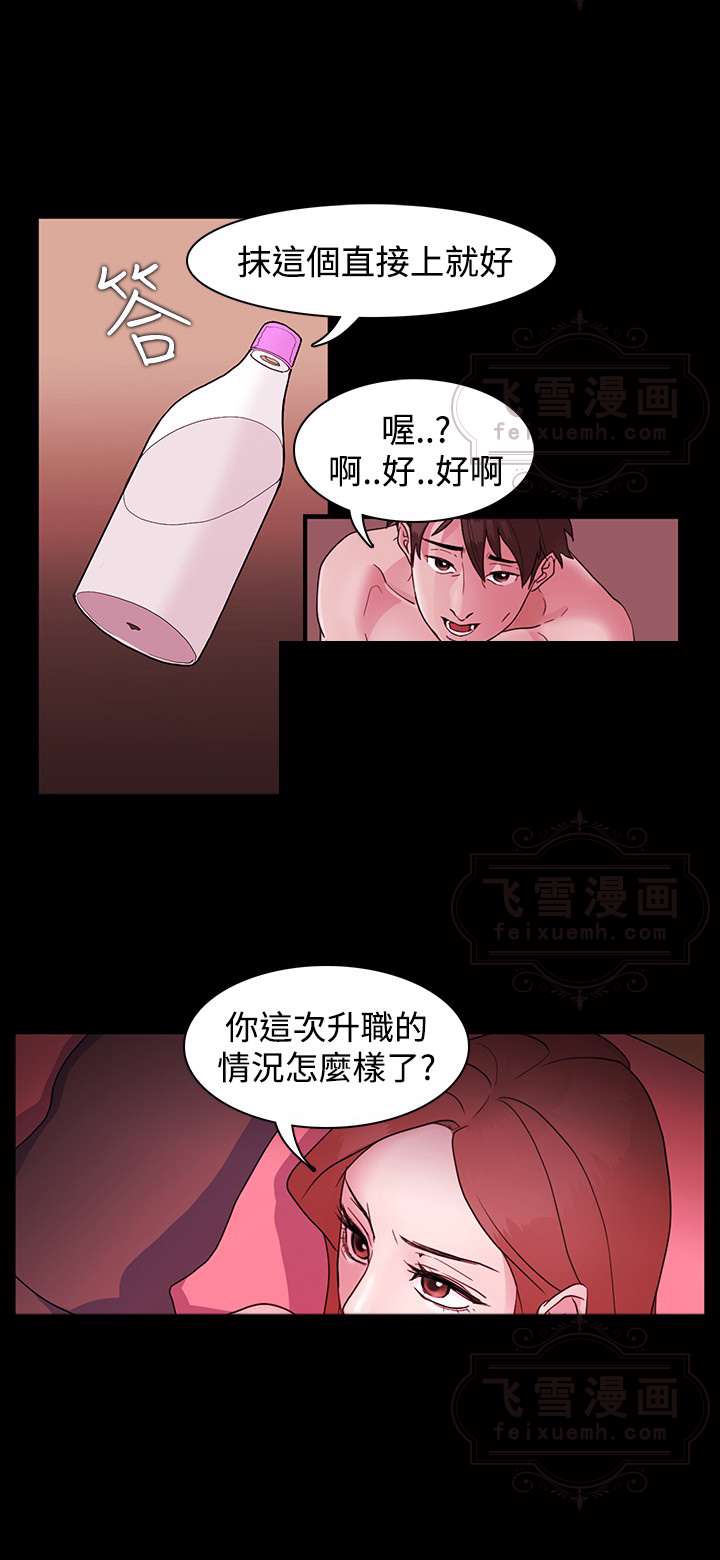 抹這個直接上就好
答
喔..?
啊..好..好啊
飞雪漫画
feixuemh.com
飞雪漫画
feixuemh.com
你這次升職的
情況怎麼樣了?
飞雪漫画
feixuemh.com